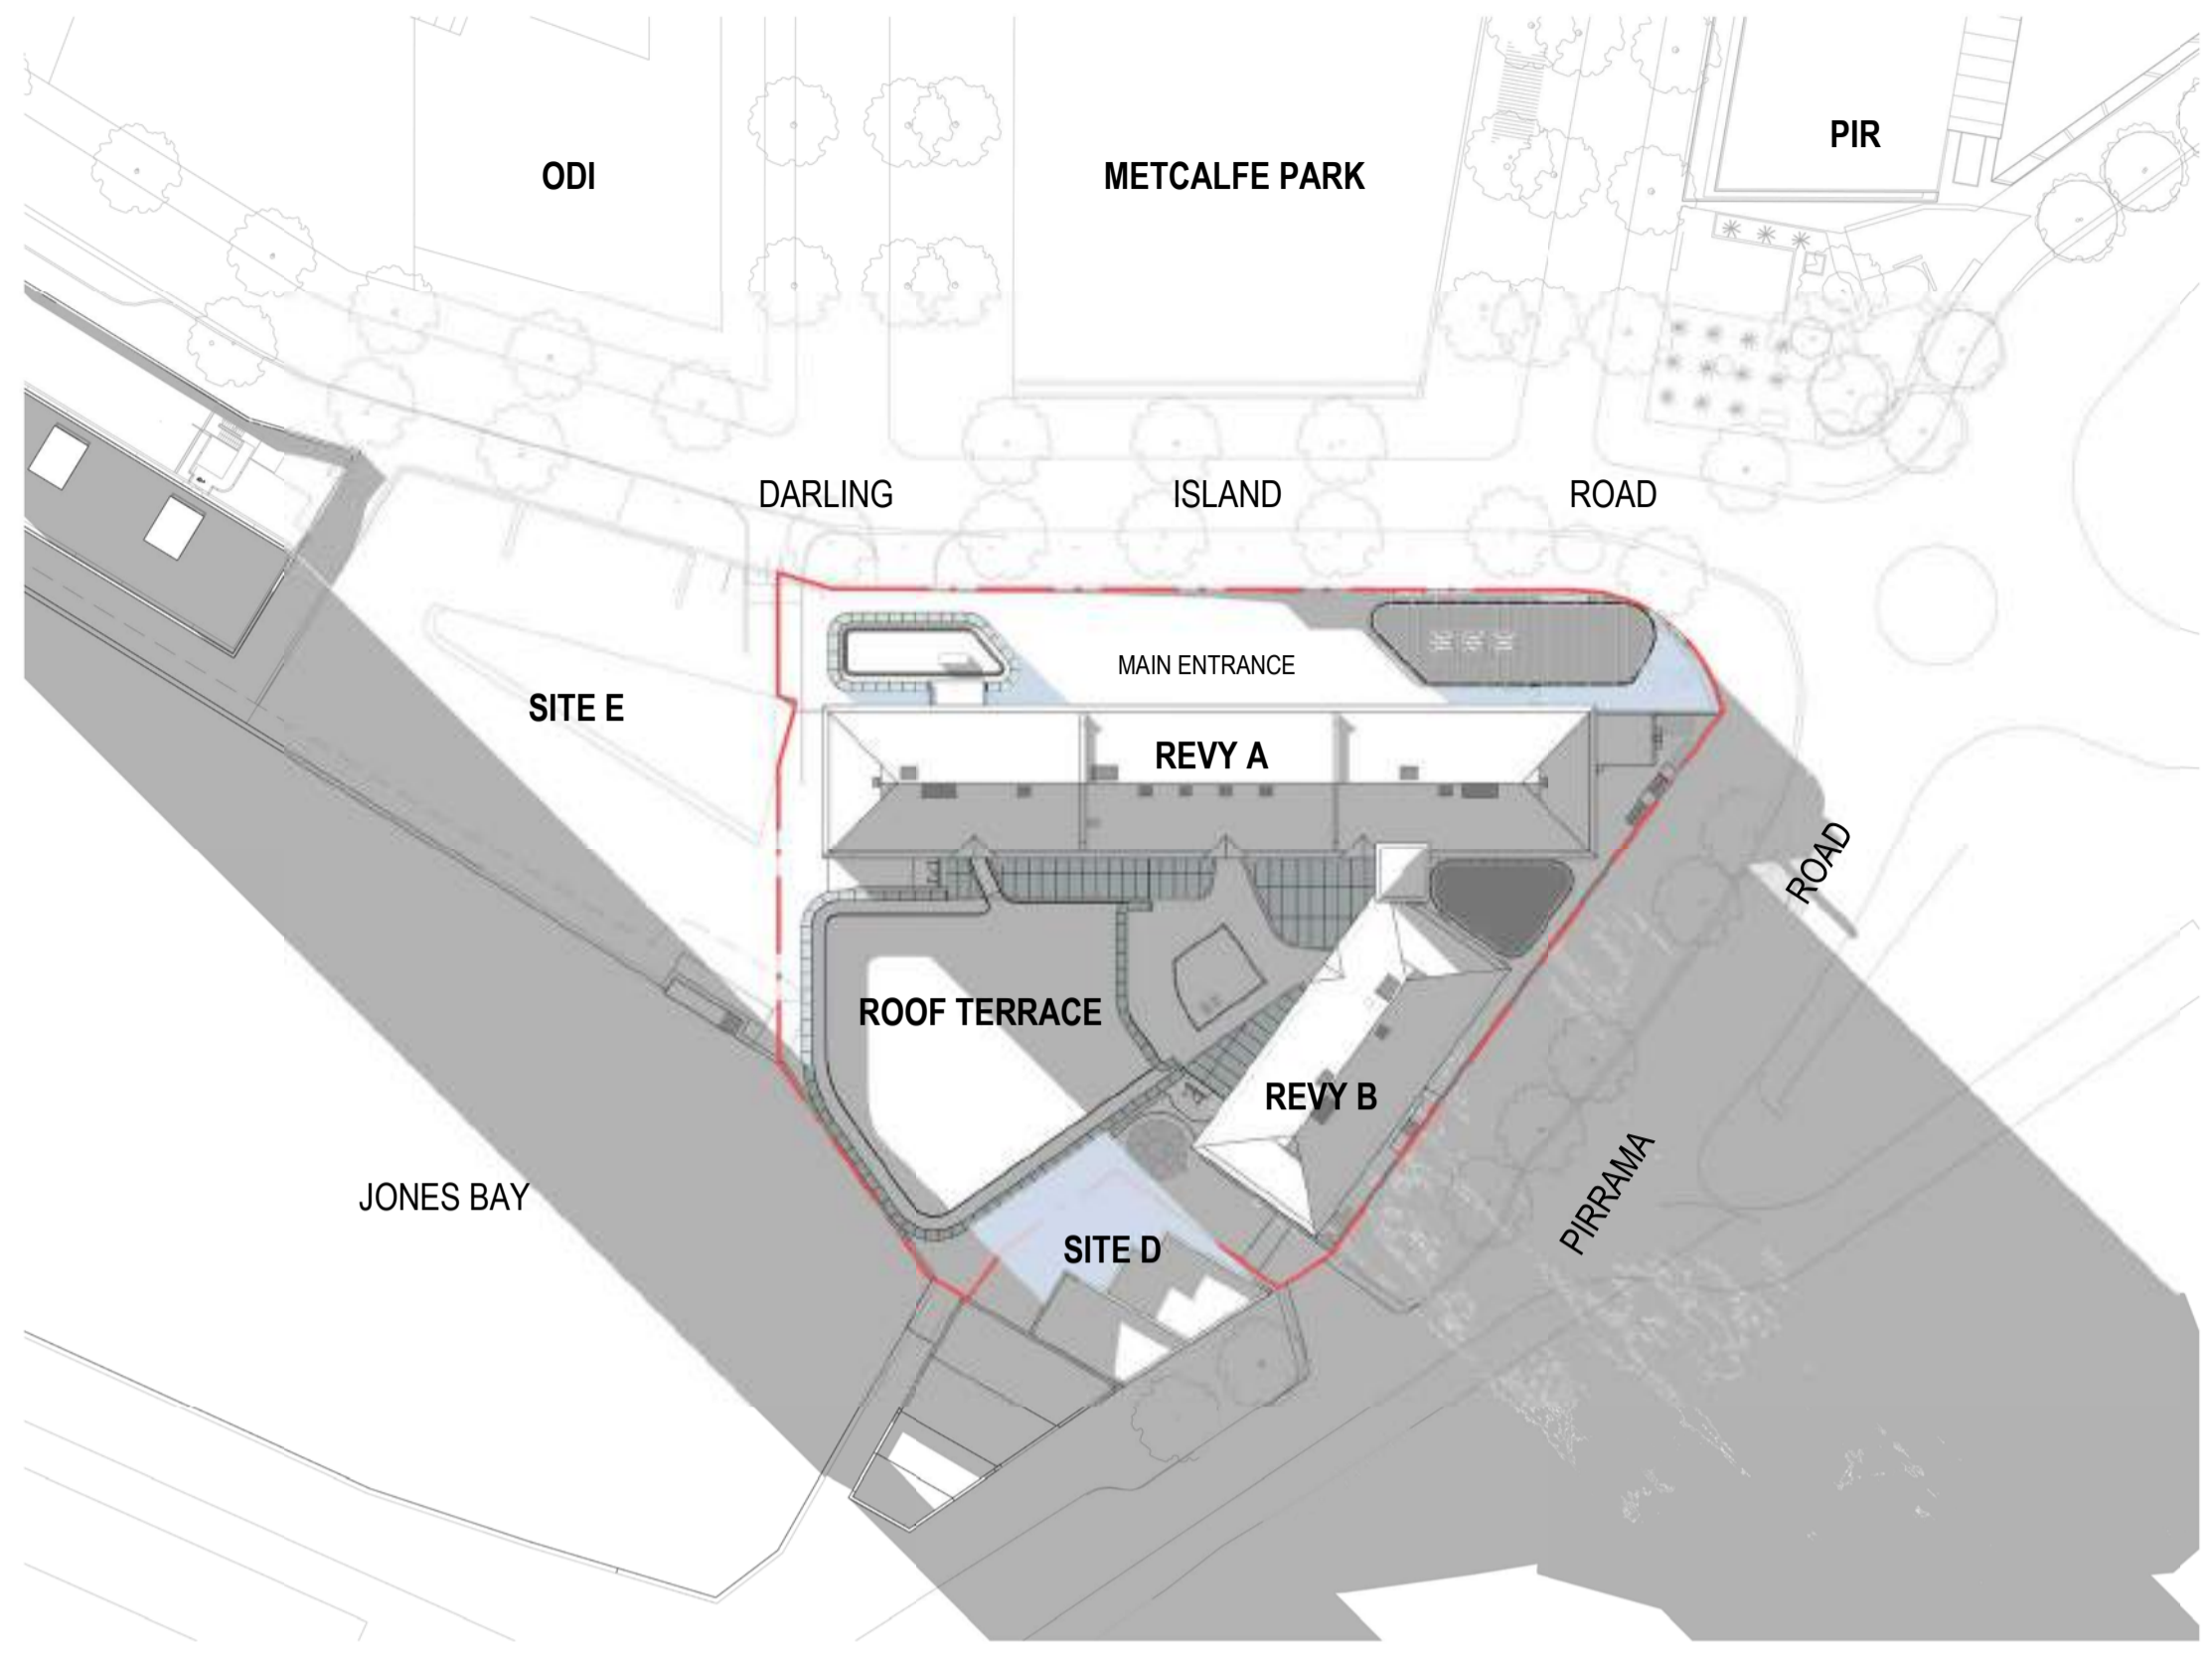 PIR
ODI
METCALFE PARK
DARLING ISLAND ROAD
MAIN ENTRANCE
SITE E
REVY A
ROAD
ROOF TERRACE
REVY B
PIRRAMA
JONES BAY
SITE D